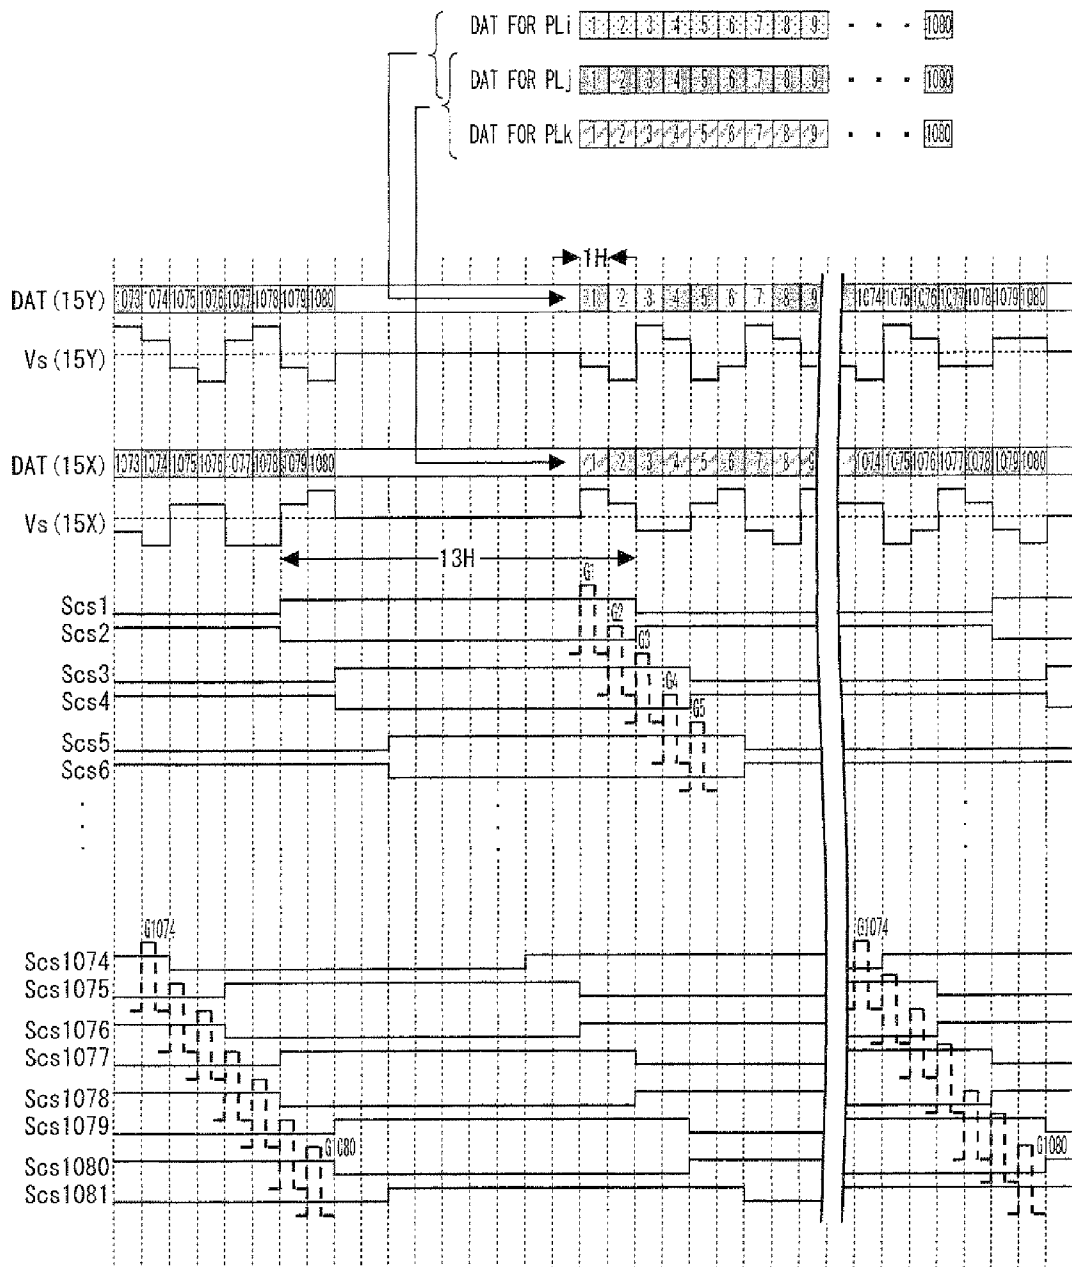 DAT FOR PLi 1 2 3 4 5 6 7 8 9 1080
DAT FOR PLj 1 2 3 4 5 6 7 8 9 1080
DAT FOR PLk 1 2 3 4 5 6 7 8 9 1080
1H
DAT (15Y) 1073 1074 1075 1076 1077 1078 1079 1080 1 2 3 4 5 6 7 8 9 1074 1075 1076 1077 1078 1079 1080
Vs (15Y)
DAT (15X) 1073 1074 1075 1076 1077 1078 1079 1080 1 2 3 4 5 6 7 8 9 1074 1075 1076 1077 1078 1079 1080
Vs (15X)
13H
G1
Scs1
G2
Scs2
G3
Scs3
G4
Scs4
G5
Scs5
Scs6
G1074 G1074
Scs1074
Scs1075
Scs1076
Scs1077
Scs1078
Scs1079
G1080 G1080
Scs1080
Scs1081